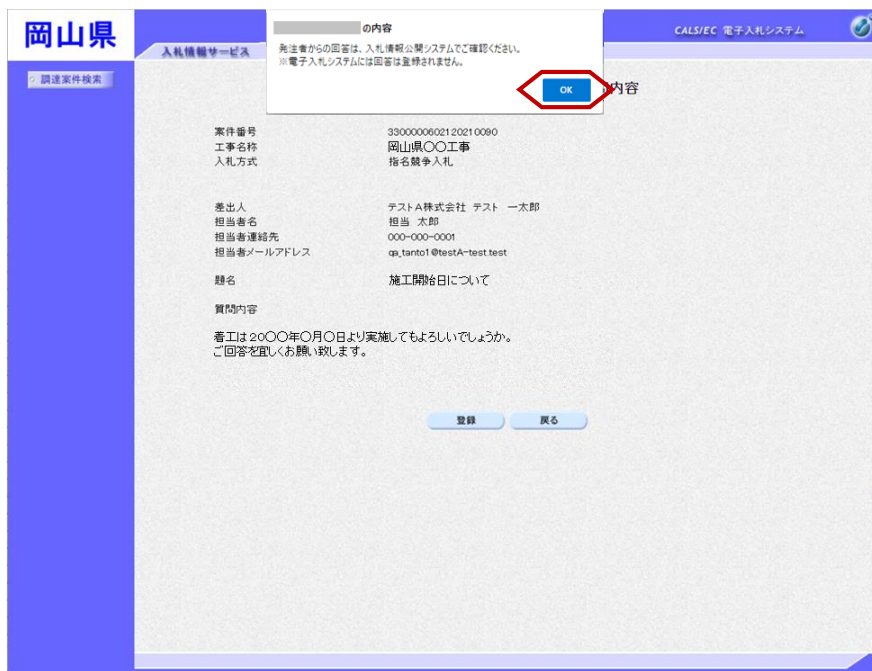 岡山県
の内容
発注者からの回答は、入札情報公開システムでご確認ください。
※電子入札システムには回答は登録されません。
OK
CALS/EC 電子入札システム
入札情報サービス
調達案件検索
内容
案件番号 3300000602120210090
工事名称 岡山県〇〇工事
入札方式 指名競争入札
差出人 テストA株式会社 テスト 一太郎
担当者名 担当 太郎
担当者連絡先 000-000-0001
担当者メールアドレス qa_tanto1@testA-test.test
題名 施工開始日について
質問内容
着工は20〇〇年〇月〇日より実施してもよろしいでしょうか。
ご回答を宜しくお願い致します。
登録 戻る